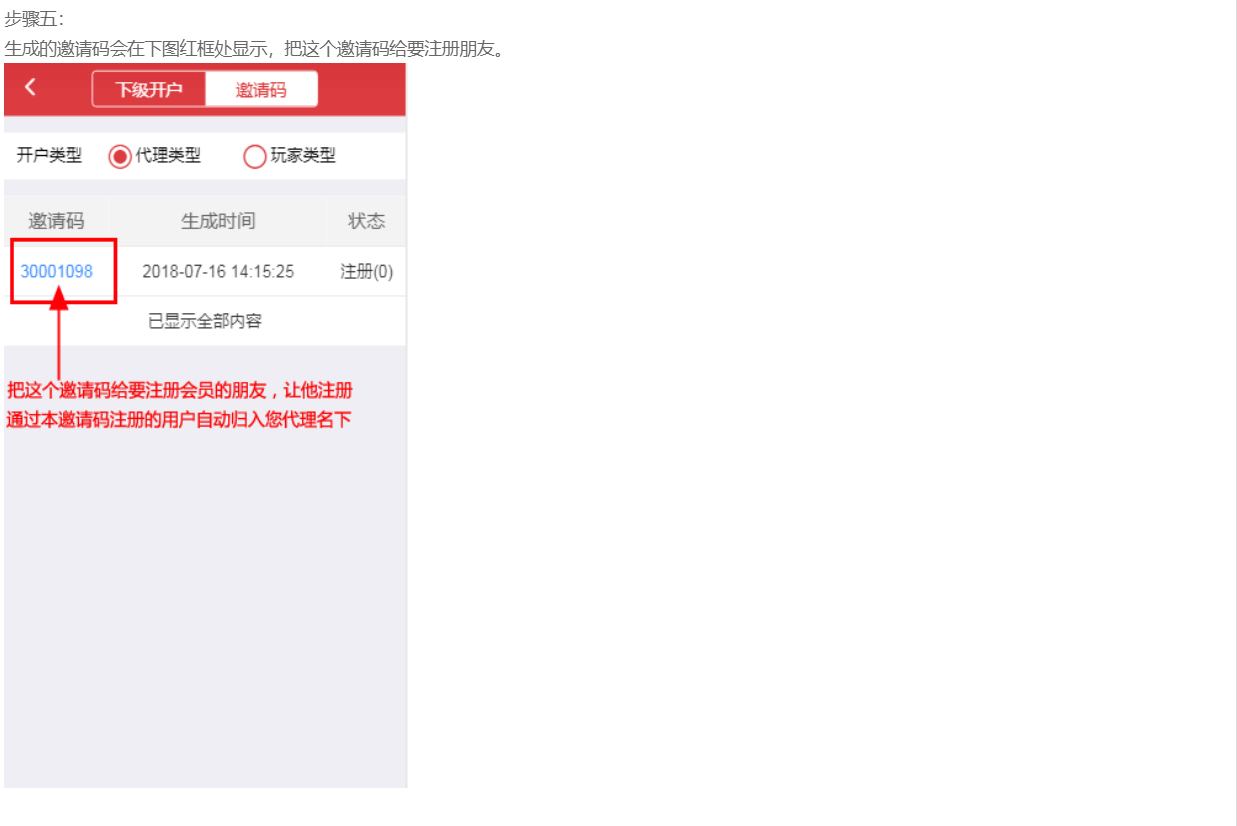 步骤五：
生成的邀请码会在下图红框处显示，把这个邀请码给要注册朋友。
下级开户 邀请码
开户类型 代理类型 玩家类型
邀请码 生成时间 状态
30001098 2018-07-16 14:15:25 注册(0)
已显示全部内容
把这个邀请码给要注册会员的朋友，让他注册
通过本邀请码注册的用户自动归入您代理名下